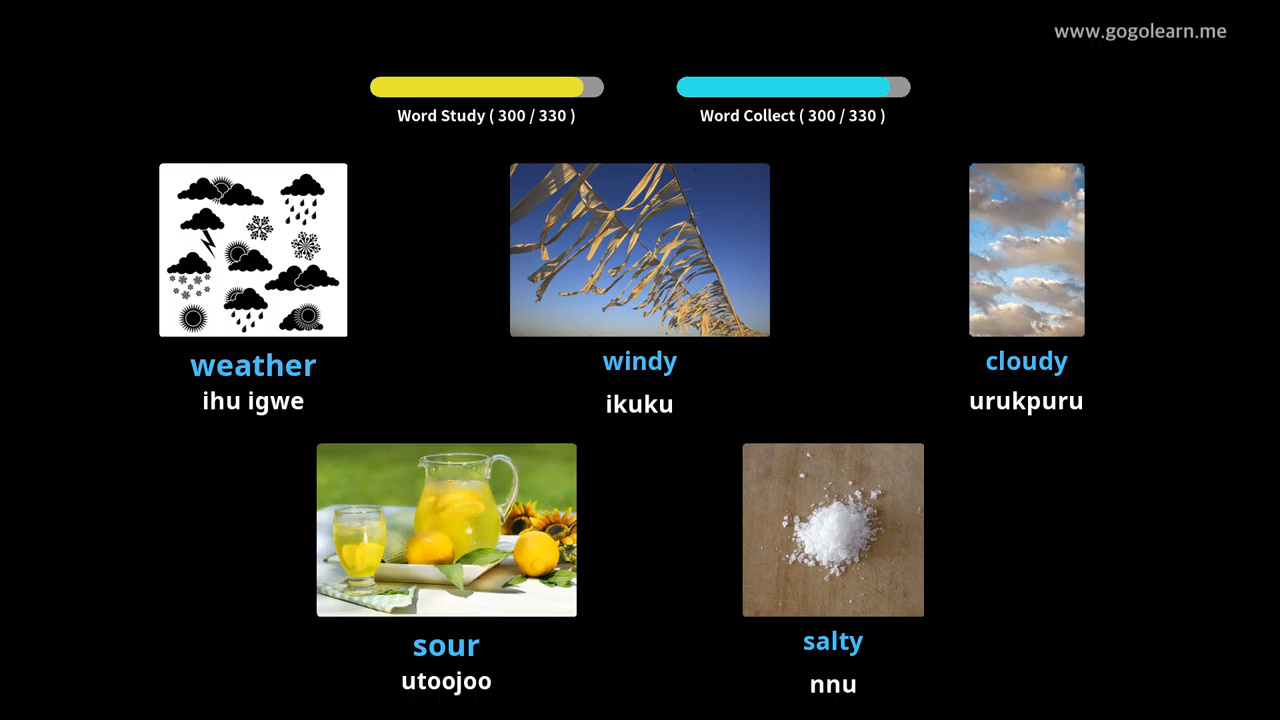 www.gogolearn.me
Word Study ( 300 / 330 )
Word Collect ( 300 / 330 )
weather
ihu igwe
windy
ikuku
cloudy
urukpuru
sour
utoojoo
salty
nnu